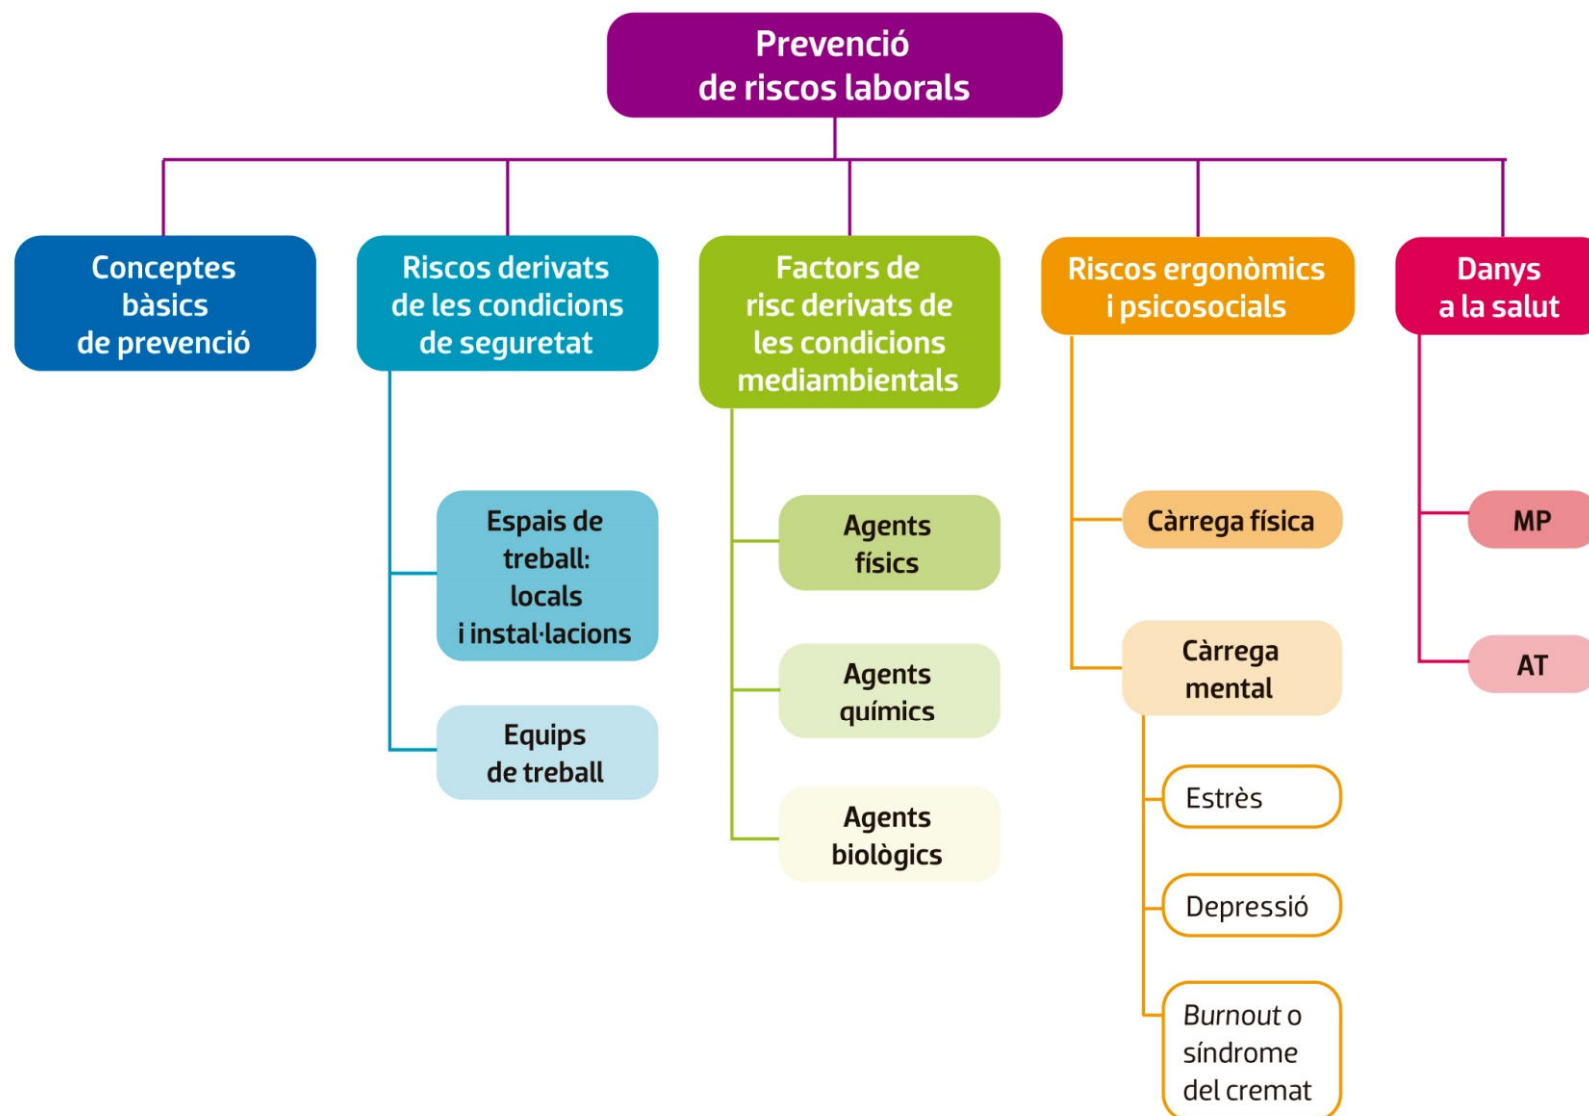 Prevenció
de riscos laborals
Conceptes
bàsics
de prevenció
Riscos derivats
de les condicions
de seguretat
Espais de
treball:
locals
i instal·lacions
Equips
de treball
Factors de
risc derivats de
les condicions
mediambientals
Agents
físics
Agents
químics
Agents
biològics
Riscos ergonòmics
i psicosocials
Càrrega física
Càrrega
mental
Estrès
Depressió
Burnout o
síndrome
del cremat
Danys
a la salut
MP
AT